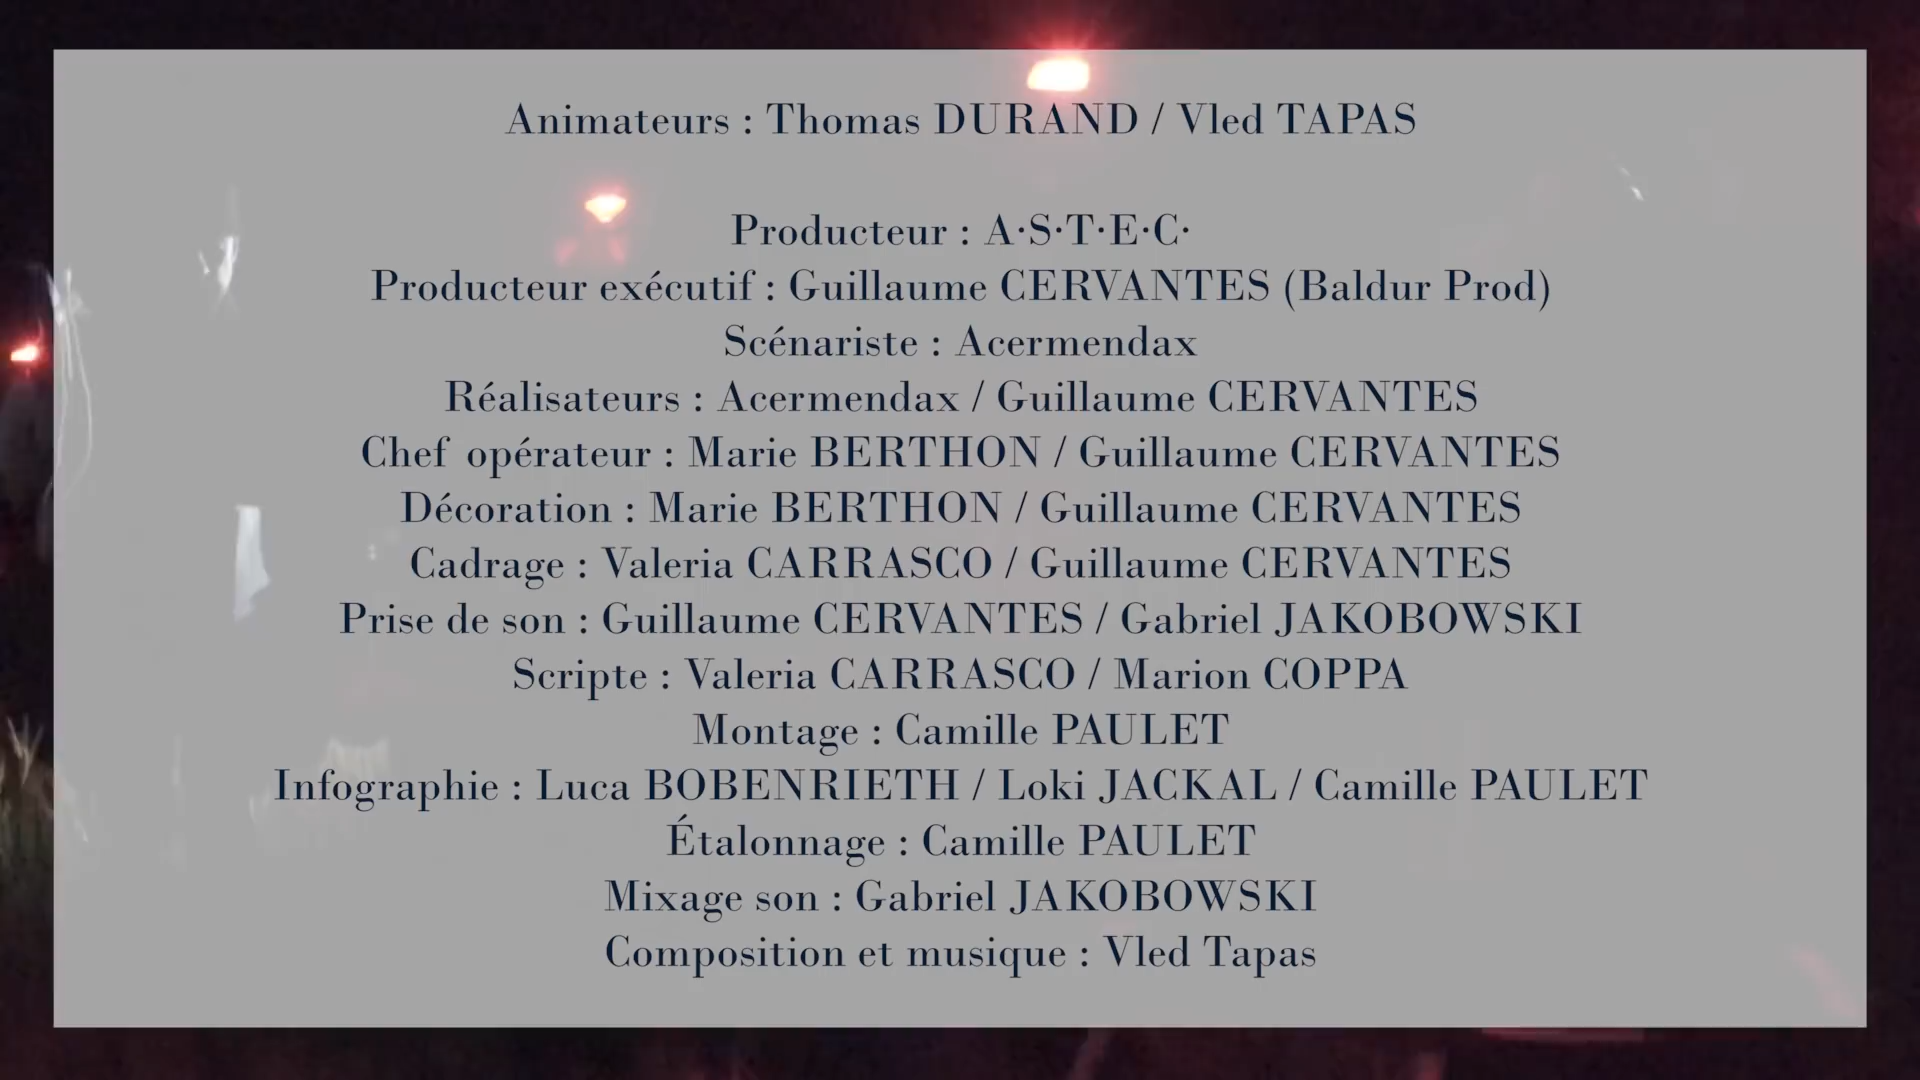 Animateurs : Thomas DURAND / Vled TAPAS
Producteur : A·S·T·E·C·
Producteur exécutif : Guillaume CERVANTES (Baldur Prod)
Scénariste : Acermendax
Réalisateurs : Acermendax / Guillaume CERVANTES
Chef opérateur : Marie BERTHON / Guillaume CERVANTES
Décoration : Marie BERTHON / Guillaume CERVANTES
Cadrage : Valeria CARRASCO / Guillaume CERVANTES
Prise de son : Guillaume CERVANTES / Gabriel JAKOBOWSKI
Scripte : Valeria CARRASCO / Marion COPPA
Montage : Camille PAULET
Infographie : Luca BOBENRIETH / Loki JACKAL / Camille PAULET
Étalonnage : Camille PAULET
Mixage son : Gabriel JAKOBOWSKI
Composition et musique : Vled Tapas